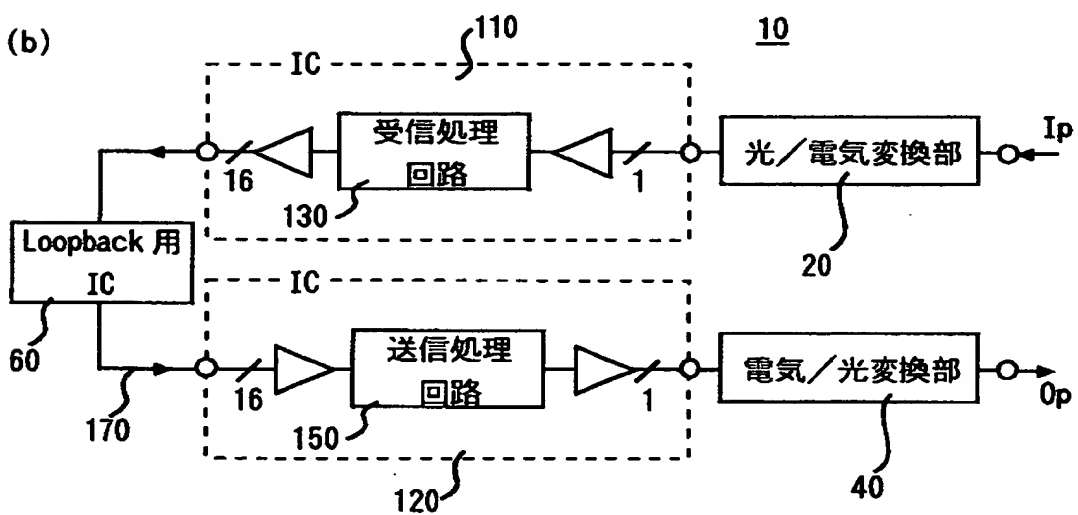 (b)
110
10
IC
受信処理
回路
16
1
130
光／電気変換部
Ip
20
Loopback 用
IC
60
IC
送信処理
回路
16
1
150
170
120
電気／光変換部
Op
40